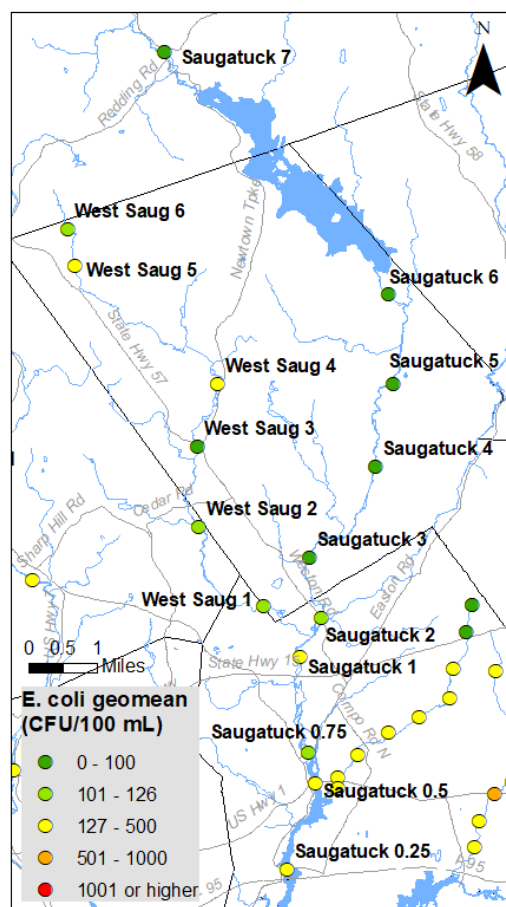 N
Saugatuck 7
Redding Rd
State Hwy 58
West Saug 6
Newtown Tpke
West Saug 5
Saugatuck 6
State Hwy 57
West Saug 4
Saugatuck 5
West Saug 3
Saugatuck 4
Cedar Rd
West Saug 2
Sharp Hill Rd
Saugatuck 3
Weston Rd
Easton Rd
West Saug 1
Saugatuck 2
0 0.5 1
Miles
State Hwy 15
Saugatuck 1
Compo Rd N
E. coli geomean
(CFU/100 mL)
Saugatuck 0.75
0 - 100
101 - 126
127 - 500
501 - 1000
1001 or higher
US Hwy 1
Saugatuck 0.5
Saugatuck 0.25
I-95
95